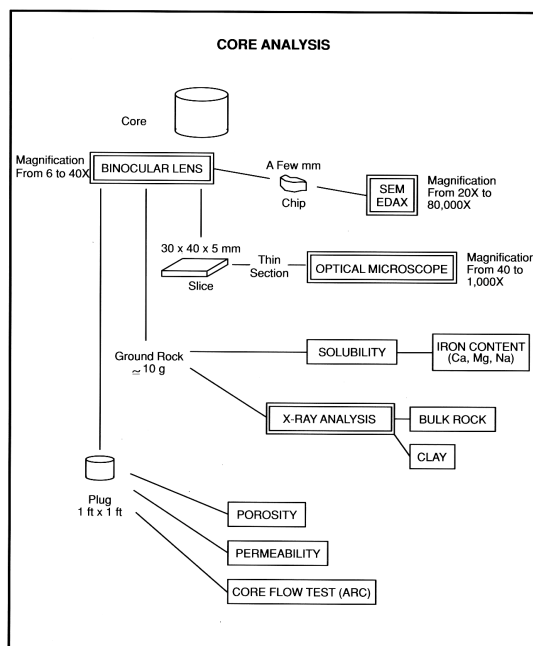 CORE ANALYSIS
Core
Magnification
From 6 to 40X
BINOCULAR LENS
A Few mm
Chip
SEM
EDAX
Magnification
From 20X to
80,000X
30 x 40 x 5 mm
Slice
Thin
Section
OPTICAL MICROSCOPE
Magnification
From 40 to
1,000X
Ground Rock
≃ 10 g
SOLUBILITY
IRON CONTENT
(Ca, Mg, Na)
X-RAY ANALYSIS
BULK ROCK
CLAY
Plug
1 ft x 1 ft
POROSITY
PERMEABILITY
CORE FLOW TEST (ARC)